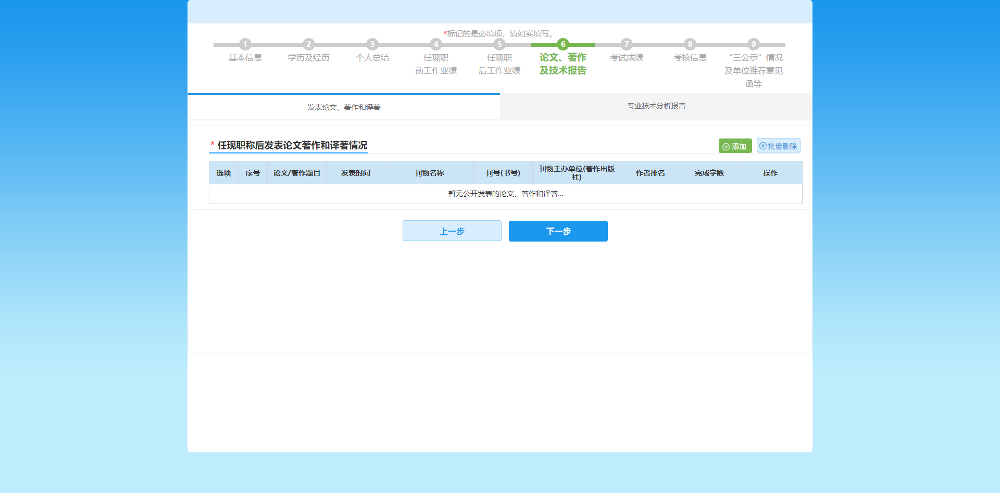 *标记的是必填项，请如实填写。
1 2 3 4 5 6 7 8 9
基本信息 学历及经历 个人总结 任现职 任现职 论文、著作 考试成绩 考核信息 “三公示”情况
前工作业绩 后工作业绩 及技术报告 及单位推荐意见
函等
发表论文、著作和译著 专业技术分析报告
* 任现职称后发表论文著作和译著情况 添加 批量删除
选项 序号 论文/著作题目 发表时间 刊物名称 刊号(书号) 刊物主办单位(著作出版 作者排名 完成字数 操作
社)
暂无公开发表的论文、著作和译著...
上一步 下一步